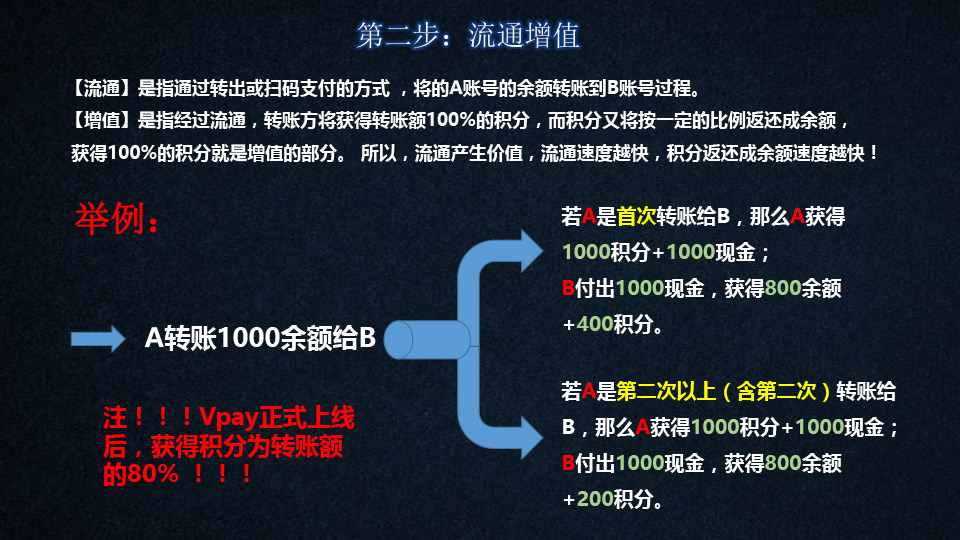 第二步：流通增值
【流通】是指通过转出或扫码支付的方式 ，将的A账号的余额转账到B账号过程。
【增值】是指经过流通，转账方将获得转账额100%的积分，而积分又将按一定的比例返还成余额，
获得100%的积分就是增值的部分。 所以，流通产生价值，流通速度越快，积分返还成余额速度越快！
举例：
若A是首次转账给B，那么A获得
1000积分+1000现金；
B付出1000现金，获得800余额
+400积分。
A转账1000余额给B
若A是第二次以上（含第二次）转账给
B，那么A获得1000积分+1000现金；
B付出1000现金，获得800余额
+200积分。
注！！！Vpay正式上线
后，获得积分为转账额
的80% ！！！